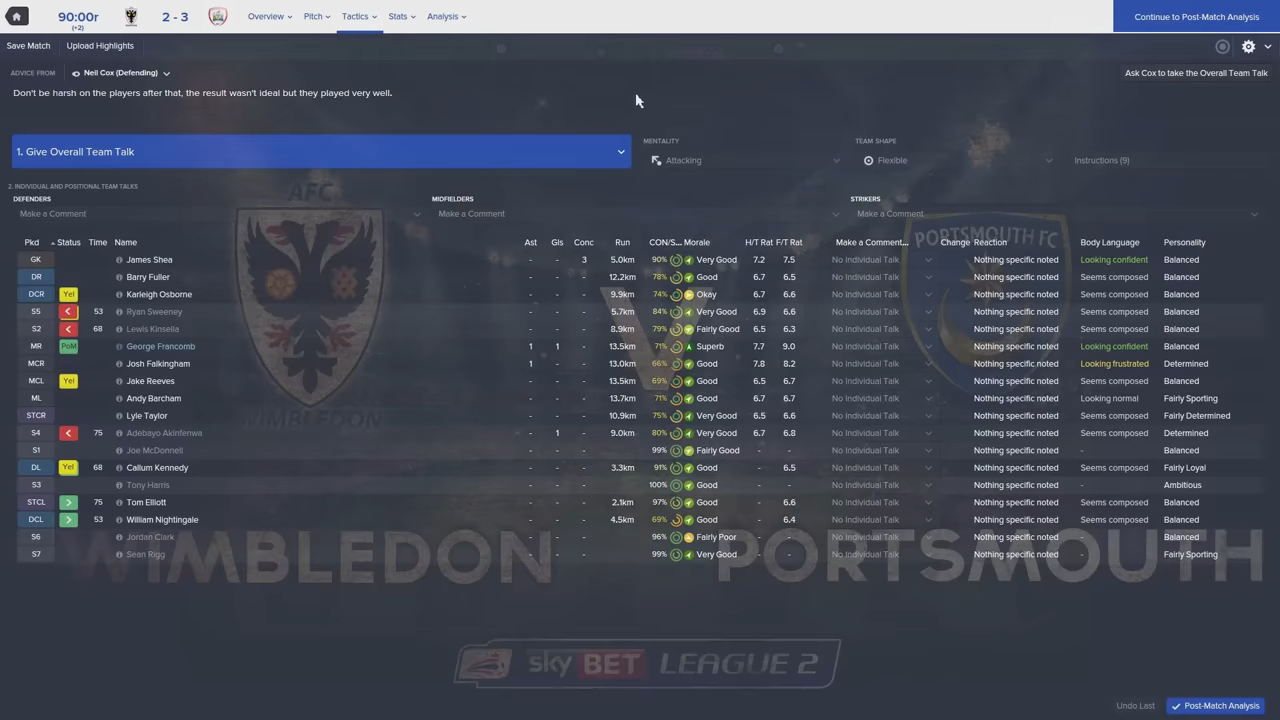 90:00r
(+2)
2 - 3
Overview Pitch Tactics Stats Analysis
Continue to Post-Match Analysis
Save Match Upload Highlights
ADVICE FROM Neil Cox (Defending)
Ask Cox to take the Overall Team Talk
Don't be harsh on the players after that, the result wasn't ideal but they played very well.
1. Give Overall Team Talk
MENTALITY
Attacking
TEAM SHAPE
Flexible
Instructions (9)
2. INDIVIDUAL AND POSITIONAL TEAM TALKS
DEFENDERS MIDFIELDERS STRIKERS
Make a Comment Make a Comment Make a Comment
Pkd Status Time Name Ast Gls Conc Run CON/S... Morale H/T Rat F/T Rat Make a Comment... Change Reaction Body Language Personality
GK James Shea - - 3 5.0km 90% Very Good 7.2 7.5 No Individual Talk Nothing specific noted Looking confident Balanced
DR Barry Fuller - - - 12.2km 78% Good 6.7 6.5 No Individual Talk Nothing specific noted Seems composed Balanced
DCR Yel Karleigh Osborne - - - 9.9km 74% Okay 6.7 6.6 No Individual Talk Nothing specific noted Seems composed Balanced
S5 53 Ryan Sweeney - - - 5.7km 84% Very Good 6.9 6.6 No Individual Talk Nothing specific noted Seems composed Balanced
S2 68 Lewis Kinsella - - - 8.9km 79% Fairly Good 6.5 6.3 No Individual Talk Nothing specific noted Seems composed Balanced
MR PoM George Francomb 1 1 - 13.5km 71% Superb 7.7 9.0 No Individual Talk Nothing specific noted Looking confident Balanced
MCR Josh Falkingham 1 - - 13.0km 66% Good 7.8 8.2 No Individual Talk Nothing specific noted Looking frustrated Determined
MCL Yel Jake Reeves - - - 13.5km 69% Good 6.5 6.7 No Individual Talk Nothing specific noted Seems composed Balanced
ML Andy Barcham - - - 13.7km 71% Good 6.7 6.7 No Individual Talk Nothing specific noted Looking normal Fairly Sporting
STCR Lyle Taylor - - - 10.9km 75% Very Good 6.5 6.6 No Individual Talk Nothing specific noted Seems composed Fairly Determined
S4 75 Adebayo Akinfenwa - 1 - 9.0km 80% Very Good 6.7 6.8 No Individual Talk Nothing specific noted Seems composed Determined
S1 Joe McDonnell - - - 99% Fairly Good - - No Individual Talk Nothing specific noted - Balanced
DL Yel 68 Callum Kennedy - - - 3.3km 91% Good - 6.5 No Individual Talk Nothing specific noted Seems composed Fairly Loyal
S3 Tony Harris - - - 100% Good - - No Individual Talk Nothing specific noted - Ambitious
STCL 75 Tom Elliott - - - 2.1km 97% Good - 6.6 No Individual Talk Nothing specific noted Seems composed Balanced
DCL 53 William Nightingale - - - 4.5km 69% Good - 6.4 No Individual Talk Nothing specific noted Seems composed Balanced
S6 Jordan Clark - - - 96% Fairly Poor - - No Individual Talk Nothing specific noted - Balanced
S7 Sean Rigg - - - 99% Very Good - - No Individual Talk Nothing specific noted - Fairly Sporting
AFC
WIMBLEDON
PORTSMOUTH FC
V
WIMBLEDON PORTSMOUTH
sky BET LEAGUE 2
Undo Last Post-Match Analysis